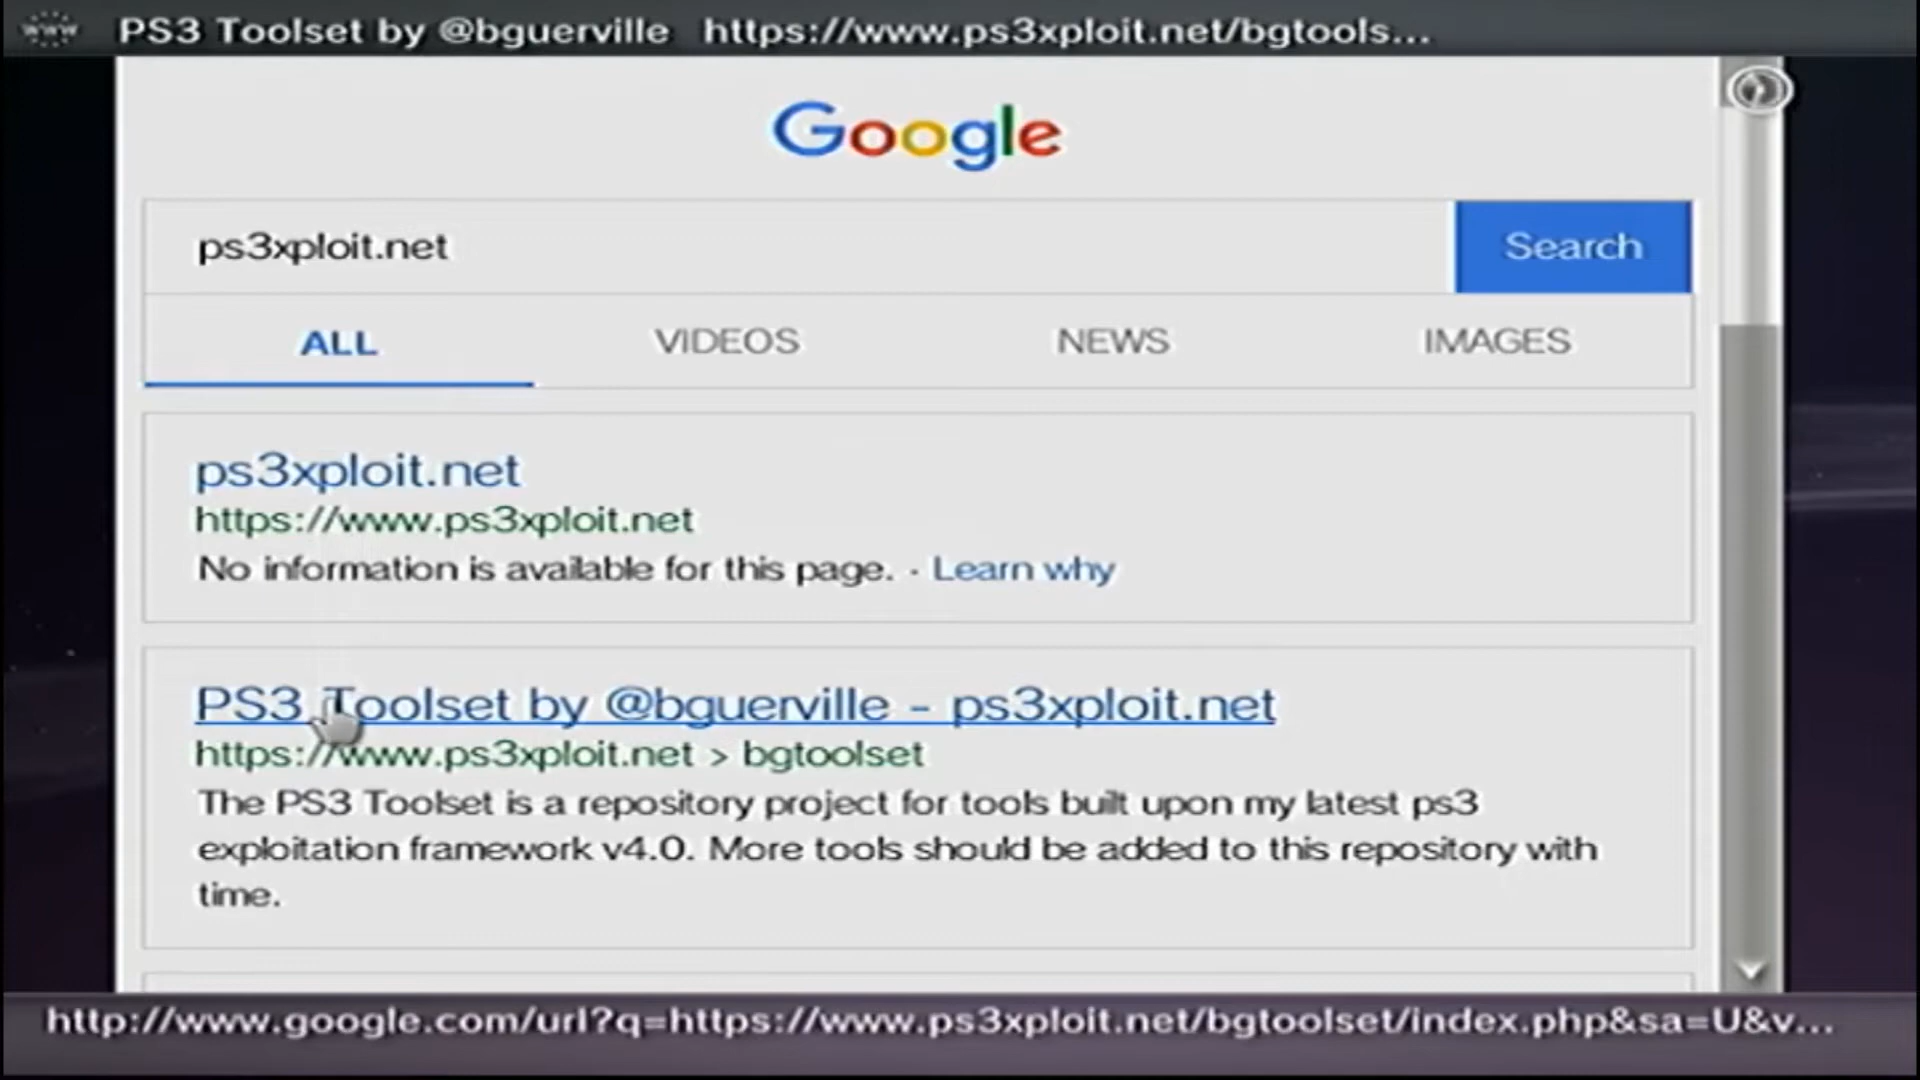 www PS3 Toolset by @bguerville https://www.ps3xploit.net/bgtools...
Google
ps3xploit.net Search
ALL VIDEOS NEWS IMAGES
ps3xploit.net
https://www.ps3xploit.net
No information is available for this page. · Learn why
PS3 Toolset by @bguerville - ps3xploit.net
https://www.ps3xploit.net > bgtoolset
The PS3 Toolset is a repository project for tools built upon my latest ps3
exploitation framework v4.0. More tools should be added to this repository with
time.
http://www.google.com/url?q=https://www.ps3xploit.net/bgtoolset/index.php&sa=U&v...